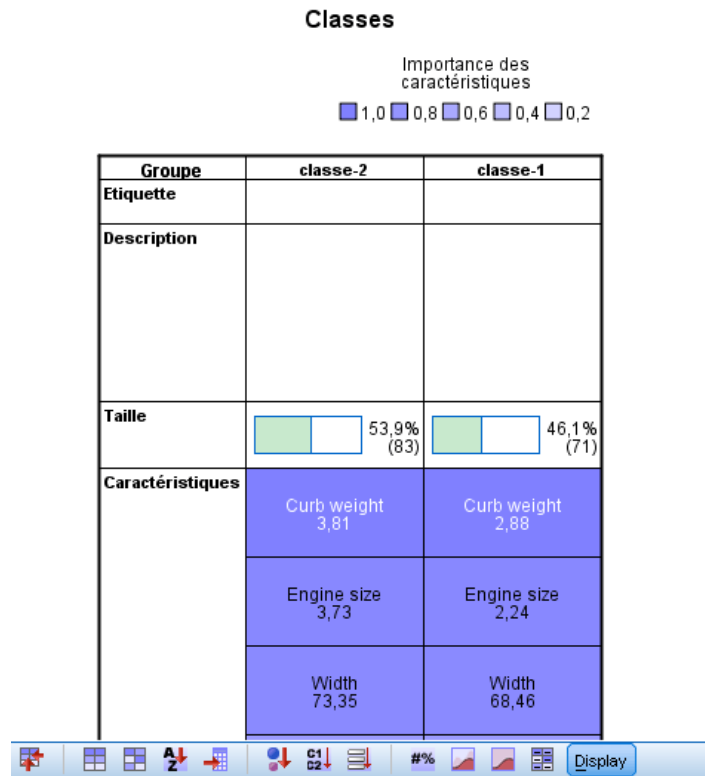 Classes
Importance des
caractéristiques
1,0 0,8 0,6 0,4 0,2
Groupe classe-2 classe-1
Etiquette
Description
Taille 53,9% (83) 46,1% (71)
Caractéristiques
Curb weight Curb weight
3,81 2,88
Engine size Engine size
3,73 2,24
Width Width
73,35 68,46
A Z C1 C2 #% Display